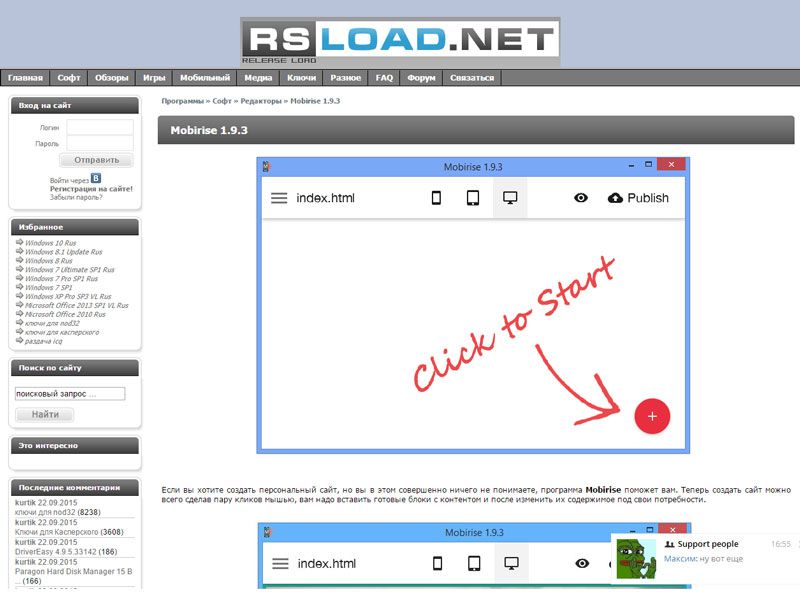 RSLOAD.NET
RELEASE LOAD
Главная Софт Обзоры Игры Мобильный Медиа Ключи Разное FAQ Форум Связаться
Вход на сайт
Логин
Пароль
Отправить
Войти через B
Регистрация на сайте!
Забыли пароль?
Избранное
Windows 10 Rus
Windows 8.1 Update Rus
Windows 8 Rus
Windows 7 Ultimate SP1 Rus
Windows 7 Pro SP1 Rus
Windows 7 SP1
Windows XP Pro SP3 VL Rus
Microsoft Office 2013 SP1 VL Rus
Microsoft Office 2010 Rus
ключи для nod32
ключи для касперского
раздача icq
Поиск по сайту
поисковый запрос ...
Найти
Это интересно
Последние комментарии
kurtik 22.09.2015
ключи для nod32 (8238)
kurtik 22.09.2015
Ключи для Касперского (3608)
kurtik 22.09.2015
DriverEasy 4.9.5.33142 (186)
kurtik 22.09.2015
Paragon Hard Disk Manager 15 B
... (166)
Программы » Софт » Редакторы » Mobirise 1.9.3
Mobirise 1.9.3
Mobirise 1.9.3
index.html Publish
Click to Start
Если вы хотите создать персональный сайт, но вы в этом совершенно ничего не понимаете, программа Mobirise поможет вам. Теперь создать сайт можно
всего сделав пару кликов мышью, вам надо вставить готовые блоки с контентом и после изменить их содержимое под свои потребности.
Mobirise 1.9.3
index.html
Support people 16:55
Максим: ну вот еще